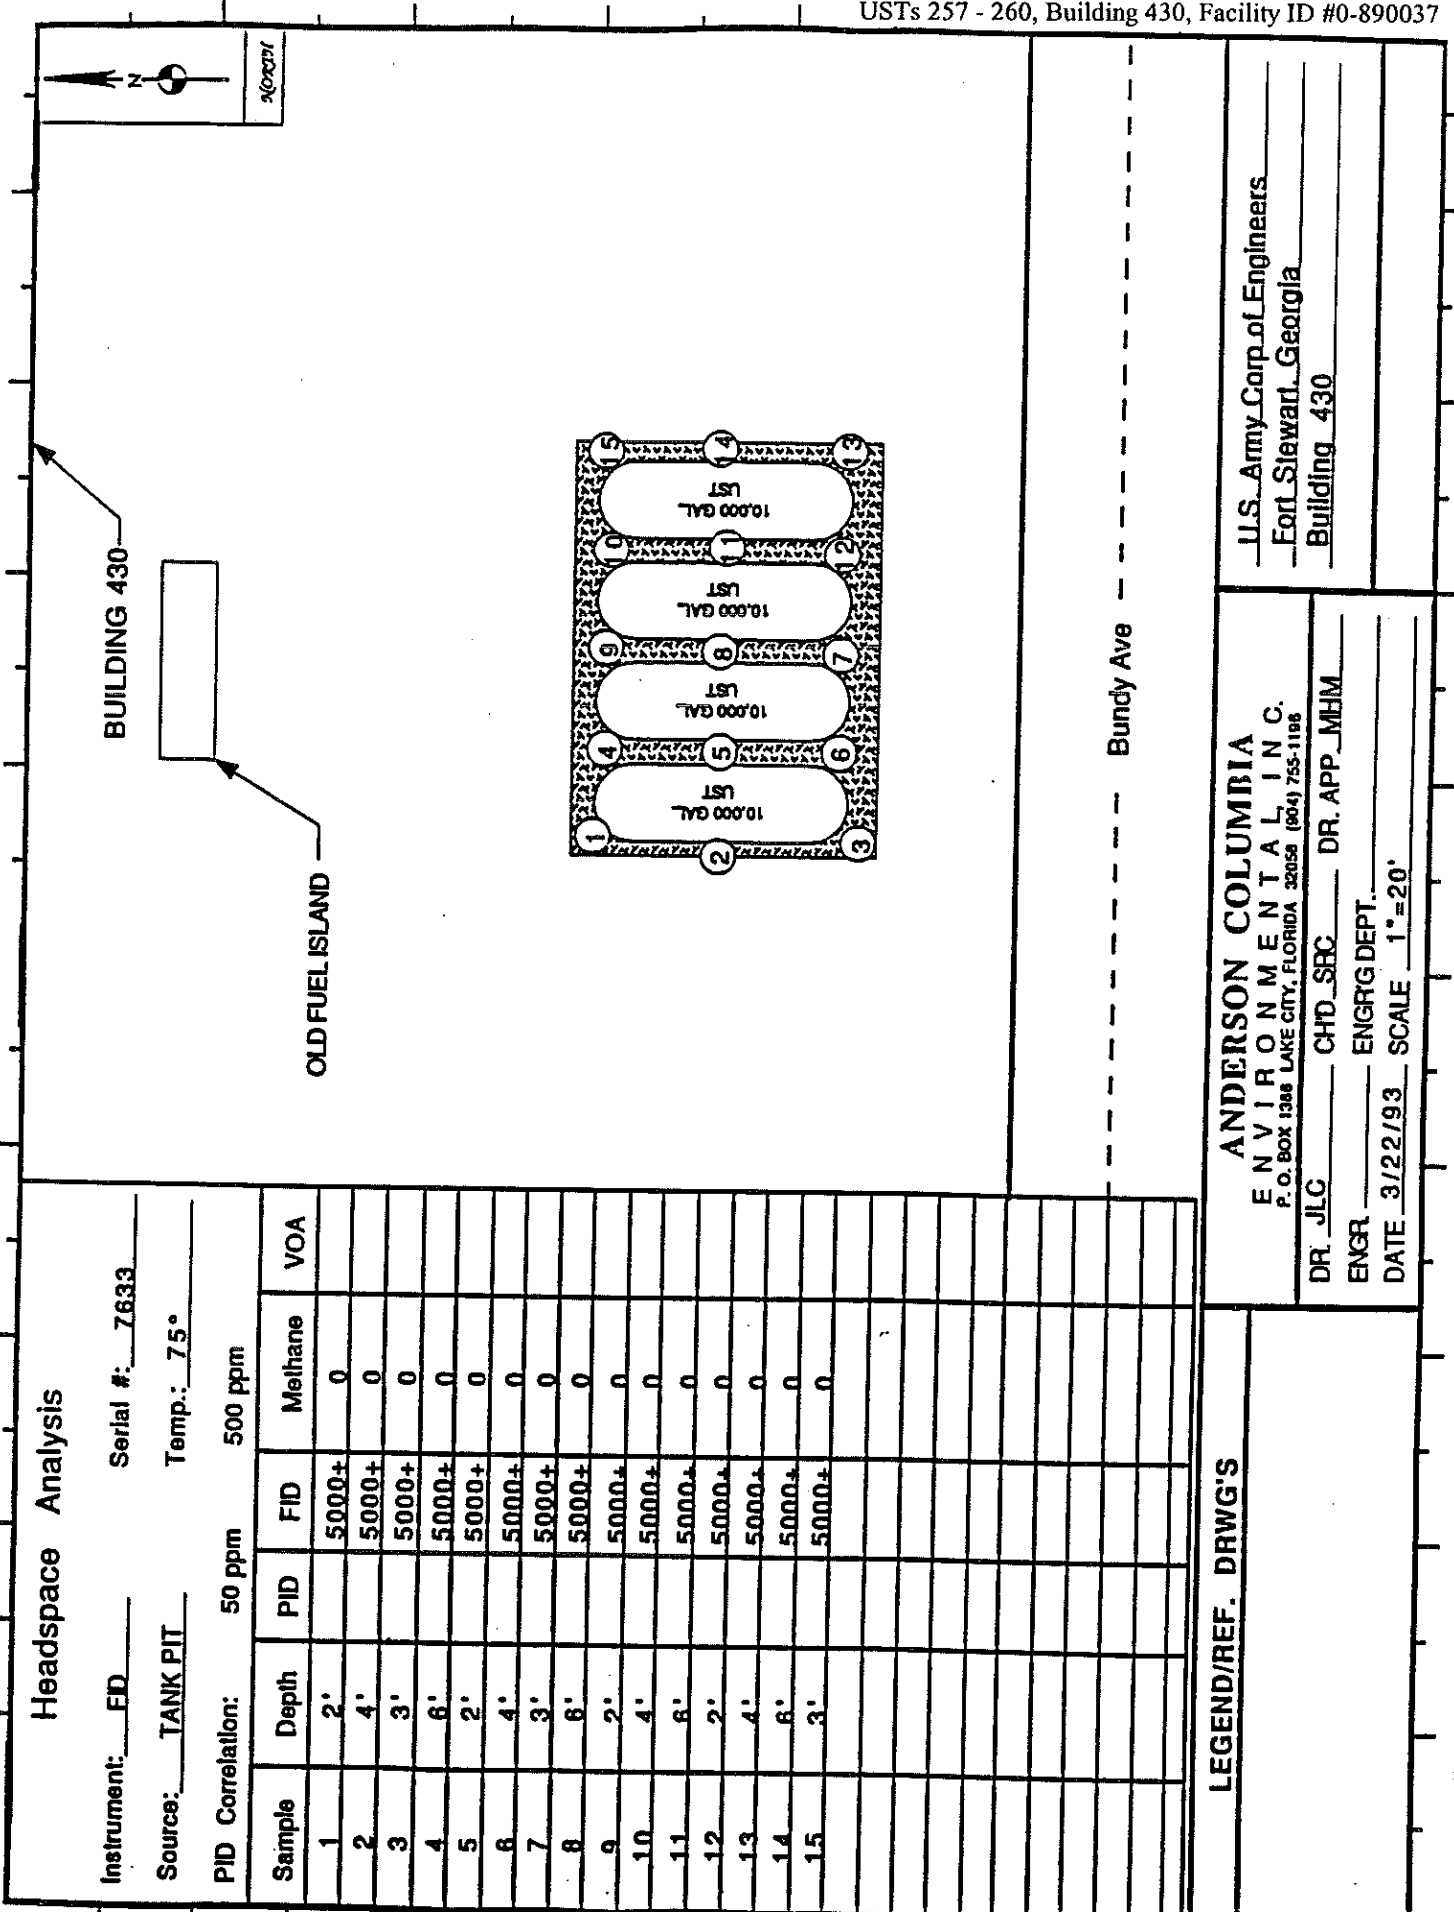 USTs 257 - 260, Building 430, Facility ID #0-890037
Headspace Analysis
Instrument: FID Serial #: 7633
Source: TANK PIT Temp.: 75°
PID Correlation: 50 ppm 500 ppm
Sample Depth PID FID Methane VOA
1 2' 5000+ 0
2 4' 5000+ 0
3 3' 5000+ 0
4 6' 5000+ 0
5 2' 5000+ 0
6 4' 5000+ 0
7 3' 5000+ 0
8 6' 5000+ 0
9 2' 5000+ 0
10 4' 5000+ 0
11 6' 5000+ 0
12 2' 5000+ 0
13 4' 5000+ 0
14 6' 5000+ 0
15 3' 5000+ 0
N
NORTH
BUILDING 430
OLD FUEL ISLAND
1 4 9 10 15
10,000 GAL
UST
10,000 GAL
UST
10,000 GAL
UST
10,000 GAL
UST
2 5 8 11 14
3 6 7 12 13
Bundy Ave
LEGEND/REF. DRWG'S
ANDERSON COLUMBIA
ENVIRONMENTAL, INC.
P. O. BOX 1386 LAKE CITY, FLORIDA 32056 (904) 755-1196
DR. JLC CH'D SRC DR. APP. MHM
ENGR. ENGR'G DEPT.
DATE 3/22/93 SCALE 1"=20'
U.S. Army Corp of Engineers
Fort Stewart, Georgia
Building 430